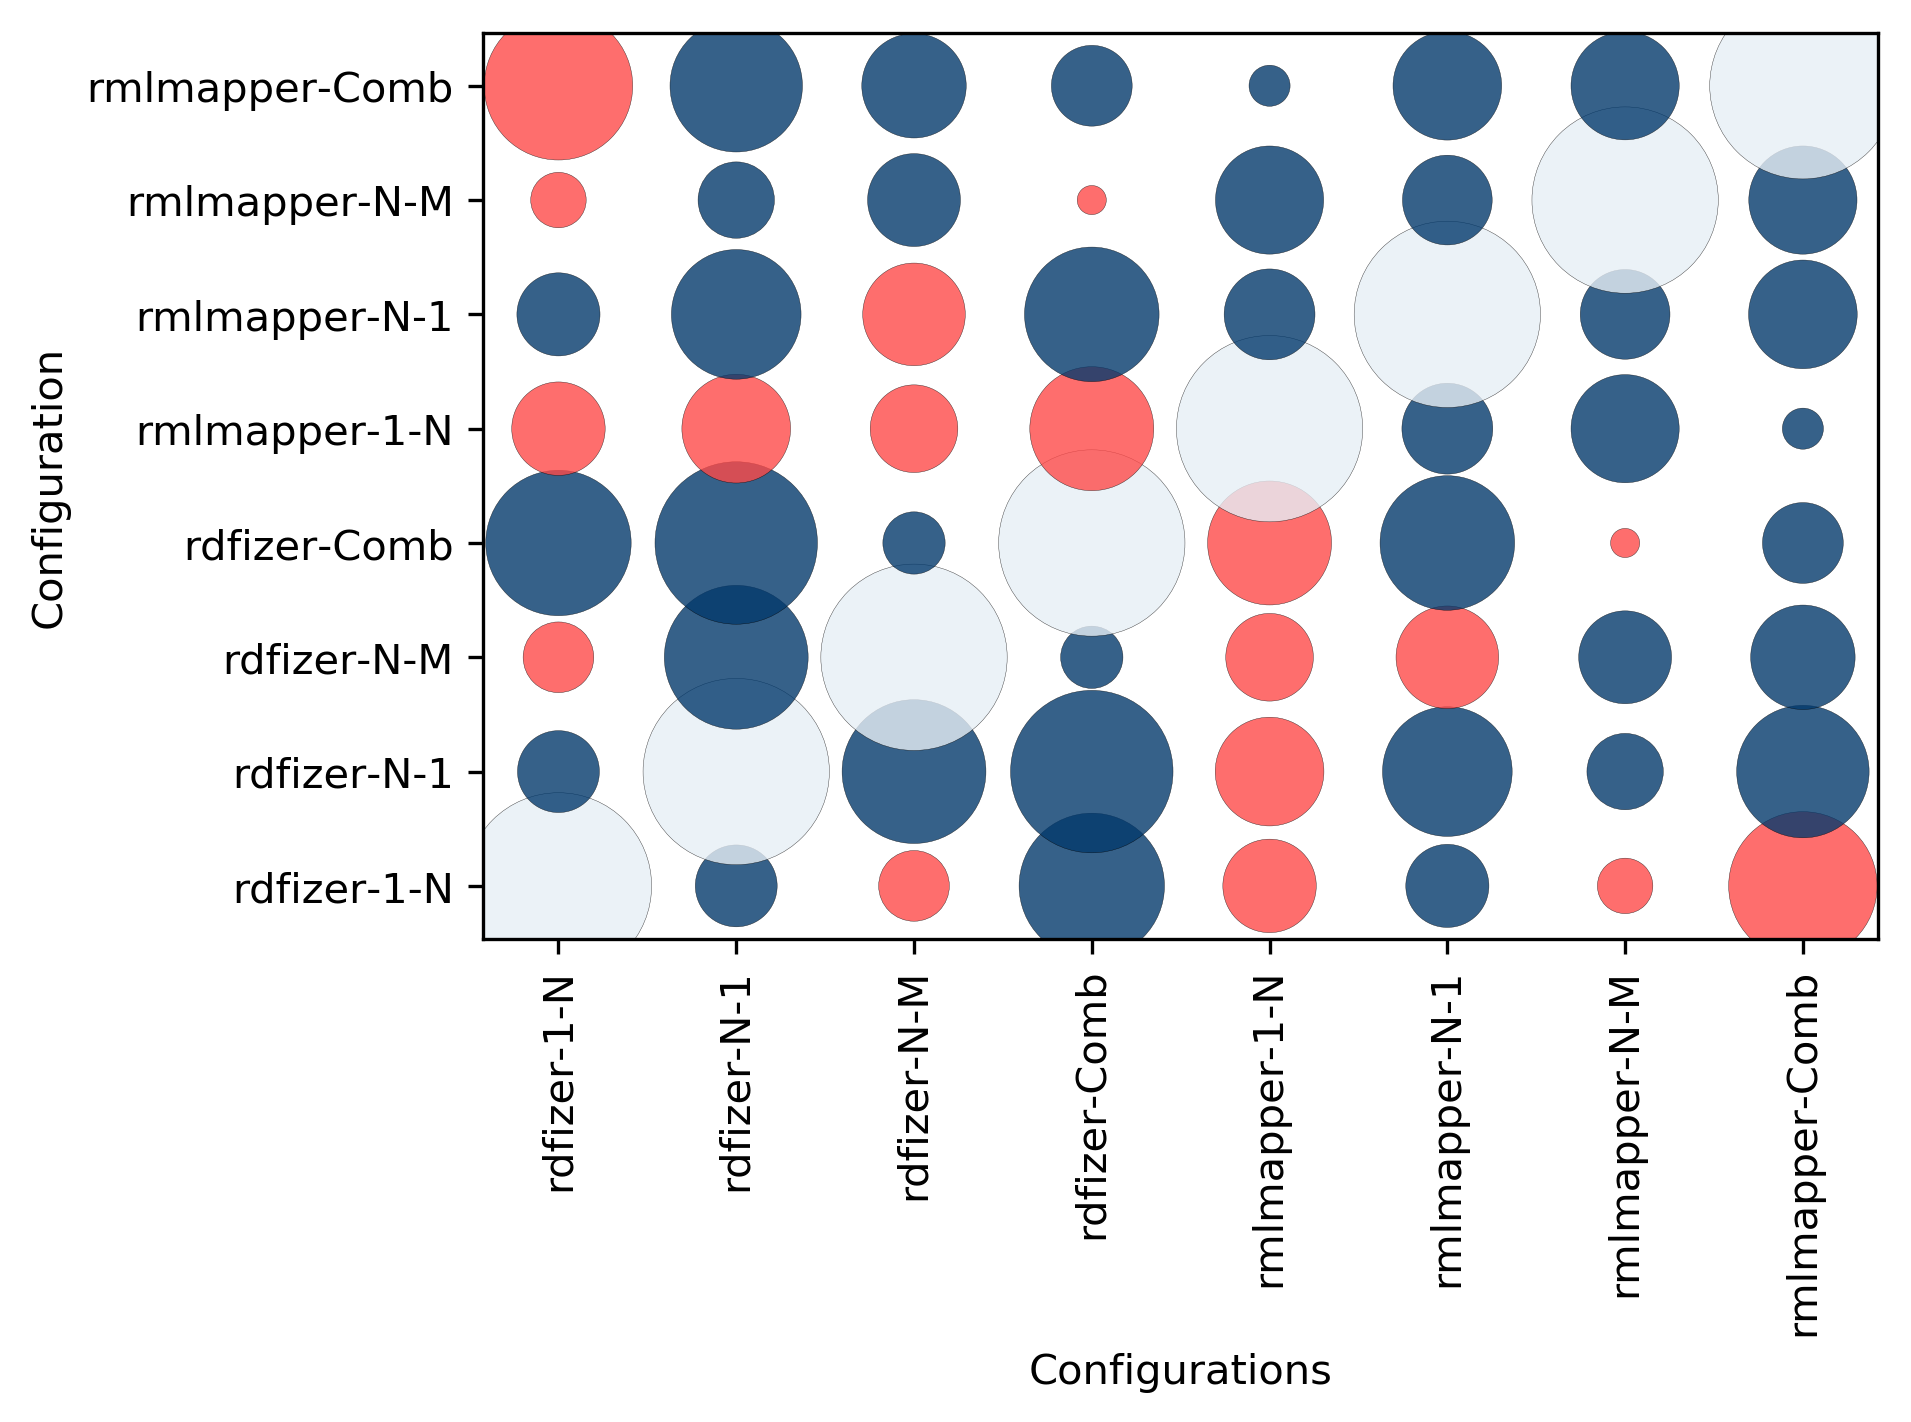 rmlmapper-Comb
rmlmapper-N-M
rmlmapper-N-1
rmlmapper-1-N
rdfizer-Comb
rdfizer-N-M
rdfizer-N-1
rdfizer-1-N
Configuration
rdfizer-1-N
rdfizer-N-1
rdfizer-N-M
rdfizer-Comb
rmlmapper-1-N
rmlmapper-N-1
rmlmapper-N-M
rmlmapper-Comb
Configurations